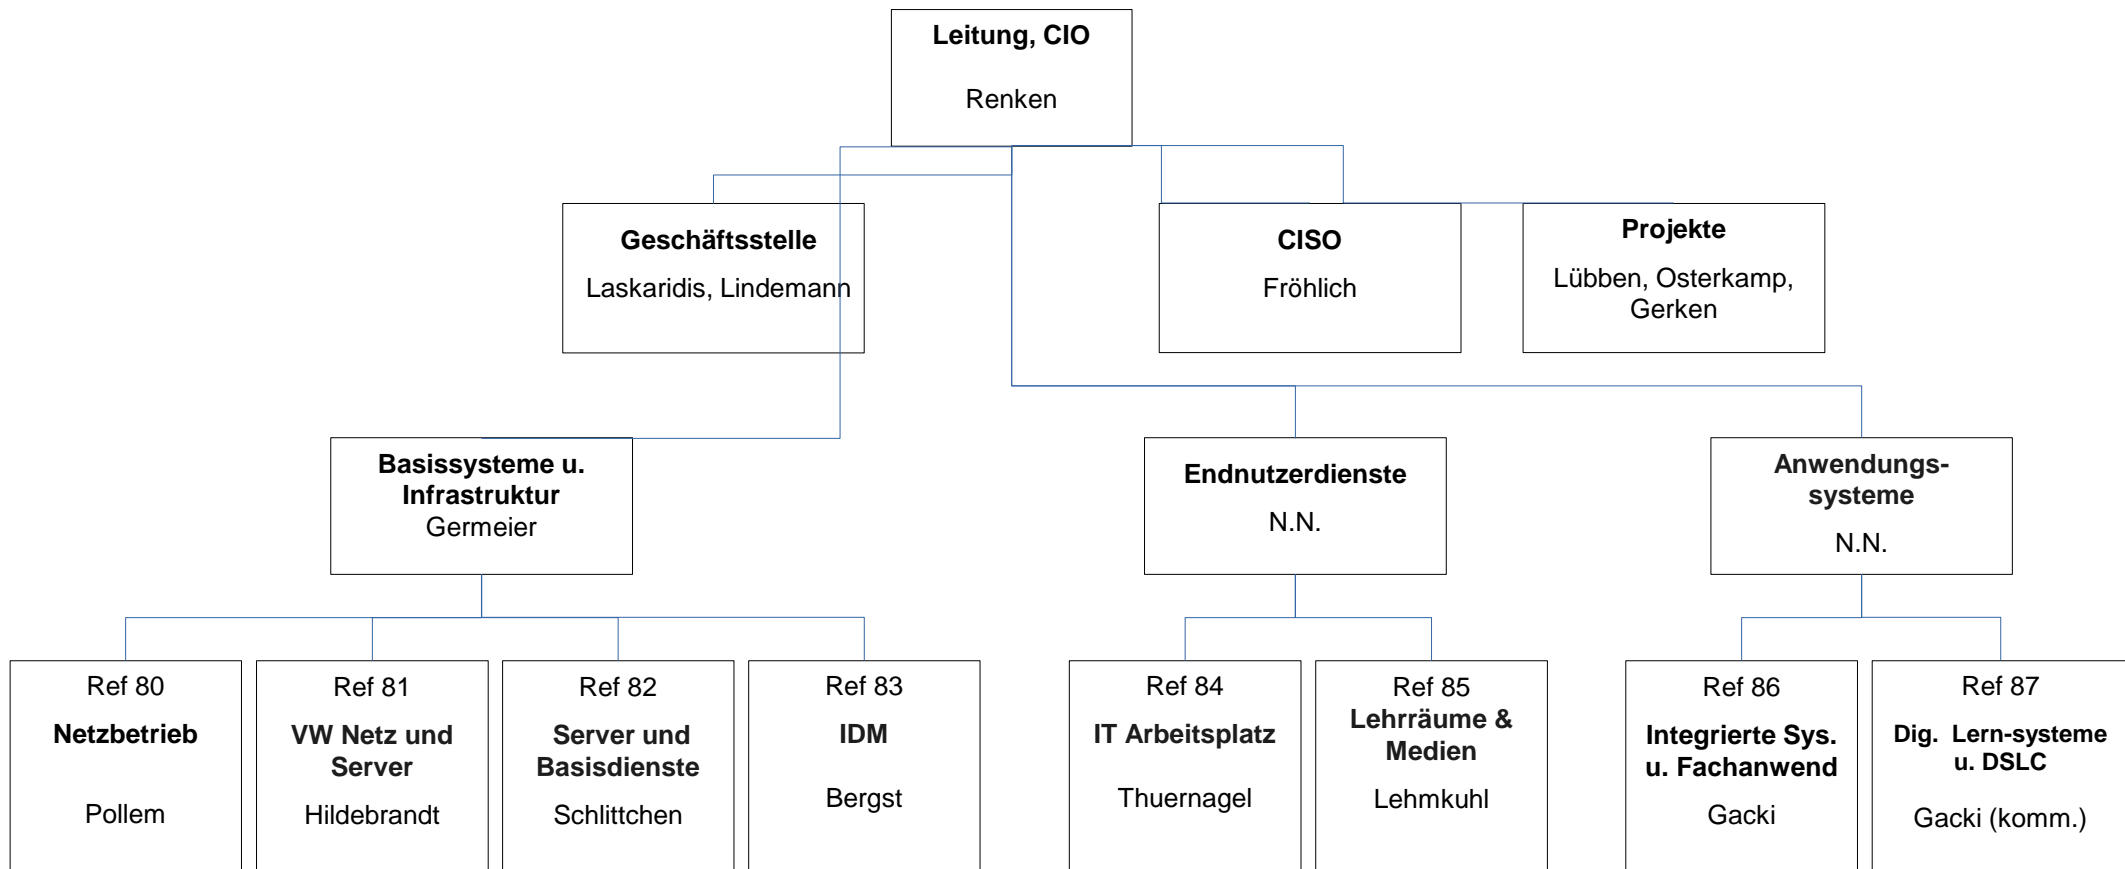 Leitung, CIO
Renken
Geschäftsstelle
Laskaridis, Lindemann
CISO
Fröhlich
Projekte
Lübben, Osterkamp,
Gerken
Basissysteme u.
Infrastruktur
Germeier
Endnutzerdienste
N.N.
Anwendungs-
systeme
N.N.
Ref 80
Netzbetrieb
Pollem
Ref 81
VW Netz und
Server
Hildebrandt
Ref 82
Server und
Basisdienste
Schlittchen
Ref 83
IDM
Bergst
Ref 84
IT Arbeitsplatz
Thuernagel
Ref 85
Lehrräume &
Medien
Lehmkuhl
Ref 86
Integrierte Sys.
u. Fachanwend
Gacki
Ref 87
Dig. Lern-systeme
u. DSLC
Gacki (komm.)